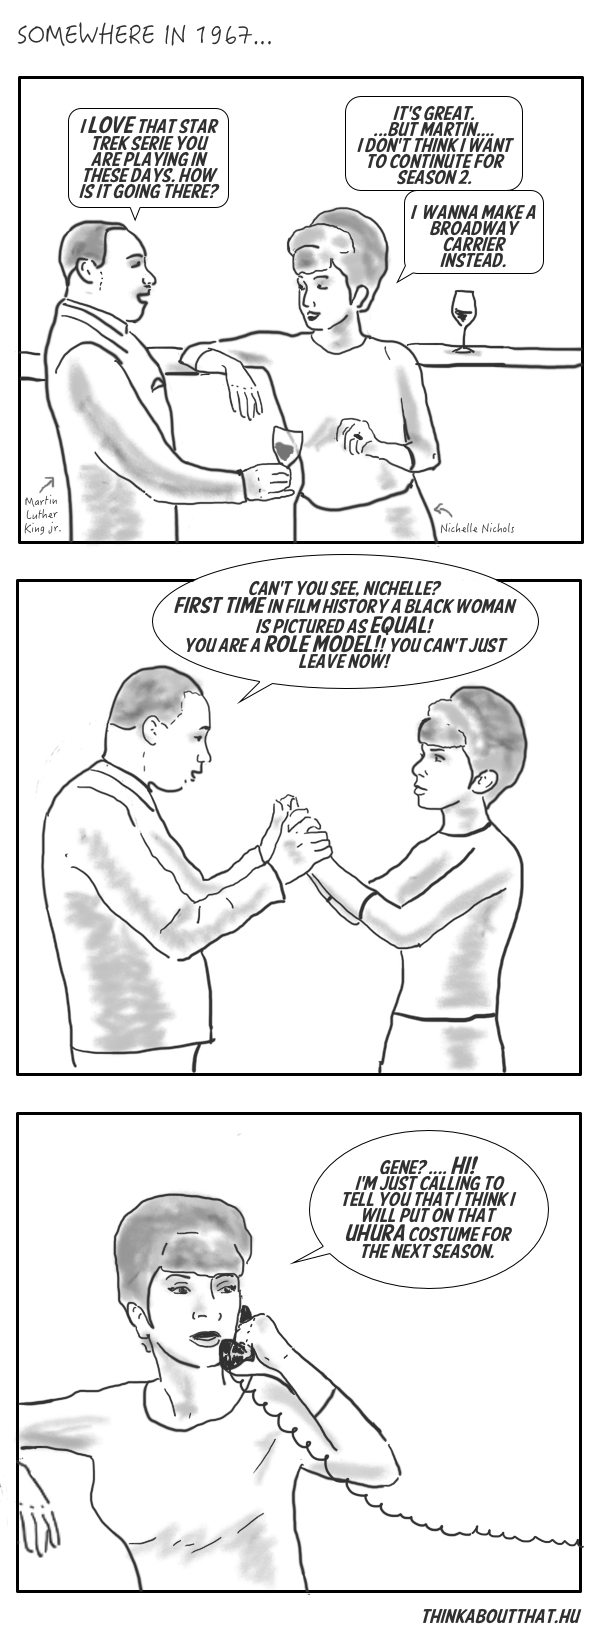 SOMEWHERE IN 1967...
I LOVE THAT STAR
TREK SERIE YOU
ARE PLAYING IN
THESE DAYS. HOW
IS IT GOING THERE?
IT'S GREAT.
...BUT MARTIN....
I DON'T THINK I WANT
TO CONTINUTE FOR
SEASON 2.
I WANNA MAKE A
BROADWAY
CARRIER
INSTEAD.
Martin
Luther
King jr.
Nichelle Nichols
CAN'T YOU SEE, NICHELLE?
FIRST TIME IN FILM HISTORY A BLACK WOMAN
IS PICTURED AS EQUAL!
YOU ARE A ROLE MODEL!! YOU CAN'T JUST
LEAVE NOW!
GENE? .... HI!
I'M JUST CALLING TO
TELL YOU THAT I THINK I
WILL PUT ON THAT
UHURA COSTUME FOR
THE NEXT SEASON.
THINKABOUTTHAT.HU